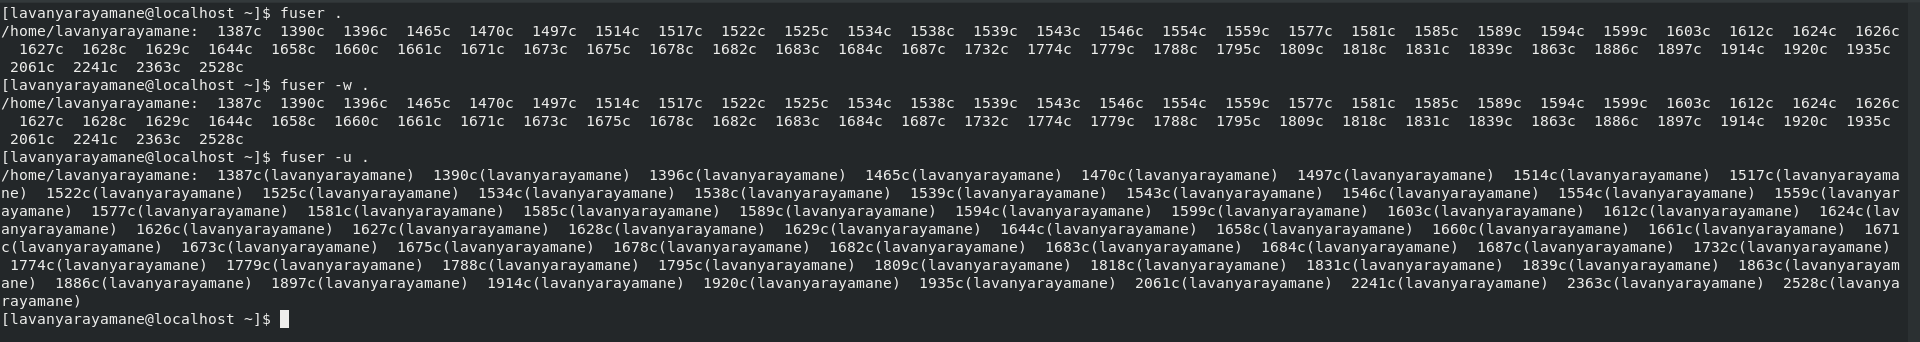 [lavanyarayamane@localhost ~]$ fuser .
/home/lavanyarayamane:  1387c  1390c  1396c  1465c  1470c  1497c  1514c  1517c  1522c  1525c  1534c  1538c  1539c  1543c  1546c  1554c  1559c  1577c  1581c  1585c  1589c  1594c  1599c  1603c  1612c  1624c  1626c
  1627c  1628c  1629c  1644c  1658c  1660c  1661c  1671c  1673c  1675c  1678c  1682c  1683c  1684c  1687c  1732c  1774c  1779c  1788c  1795c  1809c  1818c  1831c  1839c  1863c  1886c  1897c  1914c  1920c  1935c
 2061c  2241c  2363c  2528c
[lavanyarayamane@localhost ~]$ fuser -w .
/home/lavanyarayamane:  1387c  1390c  1396c  1465c  1470c  1497c  1514c  1517c  1522c  1525c  1534c  1538c  1539c  1543c  1546c  1554c  1559c  1577c  1581c  1585c  1589c  1594c  1599c  1603c  1612c  1624c  1626c
  1627c  1628c  1629c  1644c  1658c  1660c  1661c  1671c  1673c  1675c  1678c  1682c  1683c  1684c  1687c  1732c  1774c  1779c  1788c  1795c  1809c  1818c  1831c  1839c  1863c  1886c  1897c  1914c  1920c  1935c
 2061c  2241c  2363c  2528c
[lavanyarayamane@localhost ~]$ fuser -u .
/home/lavanyarayamane:  1387c(lavanyarayamane)  1390c(lavanyarayamane)  1396c(lavanyarayamane)  1465c(lavanyarayamane)  1470c(lavanyarayamane)  1497c(lavanyarayamane)  1514c(lavanyarayamane)  1517c(lavanyarayama
ne)  1522c(lavanyarayamane)  1525c(lavanyarayamane)  1534c(lavanyarayamane)  1538c(lavanyarayamane)  1539c(lavanyarayamane)  1543c(lavanyarayamane)  1546c(lavanyarayamane)  1554c(lavanyarayamane)  1559c(lavanyar
ayamane)  1577c(lavanyarayamane)  1581c(lavanyarayamane)  1585c(lavanyarayamane)  1589c(lavanyarayamane)  1594c(lavanyarayamane)  1599c(lavanyarayamane)  1603c(lavanyarayamane)  1612c(lavanyarayamane)  1624c(lav
anyarayamane)  1626c(lavanyarayamane)  1627c(lavanyarayamane)  1628c(lavanyarayamane)  1629c(lavanyarayamane)  1644c(lavanyarayamane)  1658c(lavanyarayamane)  1660c(lavanyarayamane)  1661c(lavanyarayamane)  1671
c(lavanyarayamane)  1673c(lavanyarayamane)  1675c(lavanyarayamane)  1678c(lavanyarayamane)  1682c(lavanyarayamane)  1683c(lavanyarayamane)  1684c(lavanyarayamane)  1687c(lavanyarayamane)  1732c(lavanyarayamane)
 1774c(lavanyarayamane)  1779c(lavanyarayamane)  1788c(lavanyarayamane)  1795c(lavanyarayamane)  1809c(lavanyarayamane)  1818c(lavanyarayamane)  1831c(lavanyarayamane)  1839c(lavanyarayamane)  1863c(lavanyarayam
ane)  1886c(lavanyarayamane)  1897c(lavanyarayamane)  1914c(lavanyarayamane)  1920c(lavanyarayamane)  1935c(lavanyarayamane)  2061c(lavanyarayamane)  2241c(lavanyarayamane)  2363c(lavanyarayamane)  2528c(lavanya
rayamane)
[lavanyarayamane@localhost ~]$